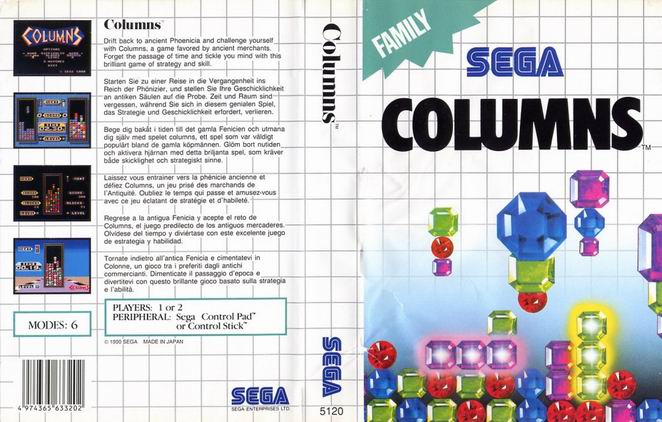 Columns™
Drift back to ancient Phoenicia and challenge yourself
with Columns, a game favored by ancient merchants.
Forget the passage of time and tickle you mind with this
brilliant game of strategy and skill.
Starten Sie zu einer Reise in die Vergangenheit ins
Reich der Phönizier, und stellen Sie Ihre Geschicklichkeit
an antiken Säulen auf die Probe. Zeit und Raum sind
vergessen, während Sie sich in diesem genialen Spiel,
das Strategie und Geschicklichkeit erfordert, verlieren.
Bege dig bakåt i tiden till det gamla Fenicien och utmana
dig själv med spelet columns, ett spel som var väldigt
populärt bland de gamla köpmännen. Glöm bort nutiden
och aktivera hjärnan med detta briljanta spel, som kräver
både skicklighet och strategiskt sinne.
Laissez vous entrainer vers la phénicie ancienne et
défiez Columns, un jeu prisé des marchands de
l'Antiquité. Oubliez le temps qui passe et amusez-vous
avec ce jeu éclatant de stratégie et d'habileté.
Regrese a la antigua Fenicia y acepte el reto de
Columns, el juego predilecto de los antiguos mercaderes.
Olvídese del tiempo y diviértase con este excelente juego
de estrategia y habilidad.
Tornate indietro all'antica Fenicia e cimentatevi in
Colonne, un gioco tra i preferiti dagli antichi
commercianti. Dimenticate il passaggio d'epoca e
divertitevi con questo brillante gioco basato sulla strategia
e l'abilità.
COLUMNS
OPTIONS
MODES: 6
PLAYERS: 1 or 2
PERIPHERAL: Sega Control Pad™
or Control Stick™
© 1990 SEGA MADE IN JAPAN
4 974365 633202
SEGA
SEGA ENTERPRISES LTD.
Columns™
SEGA
5120
FAMILY
SEGA
COLUMNS™